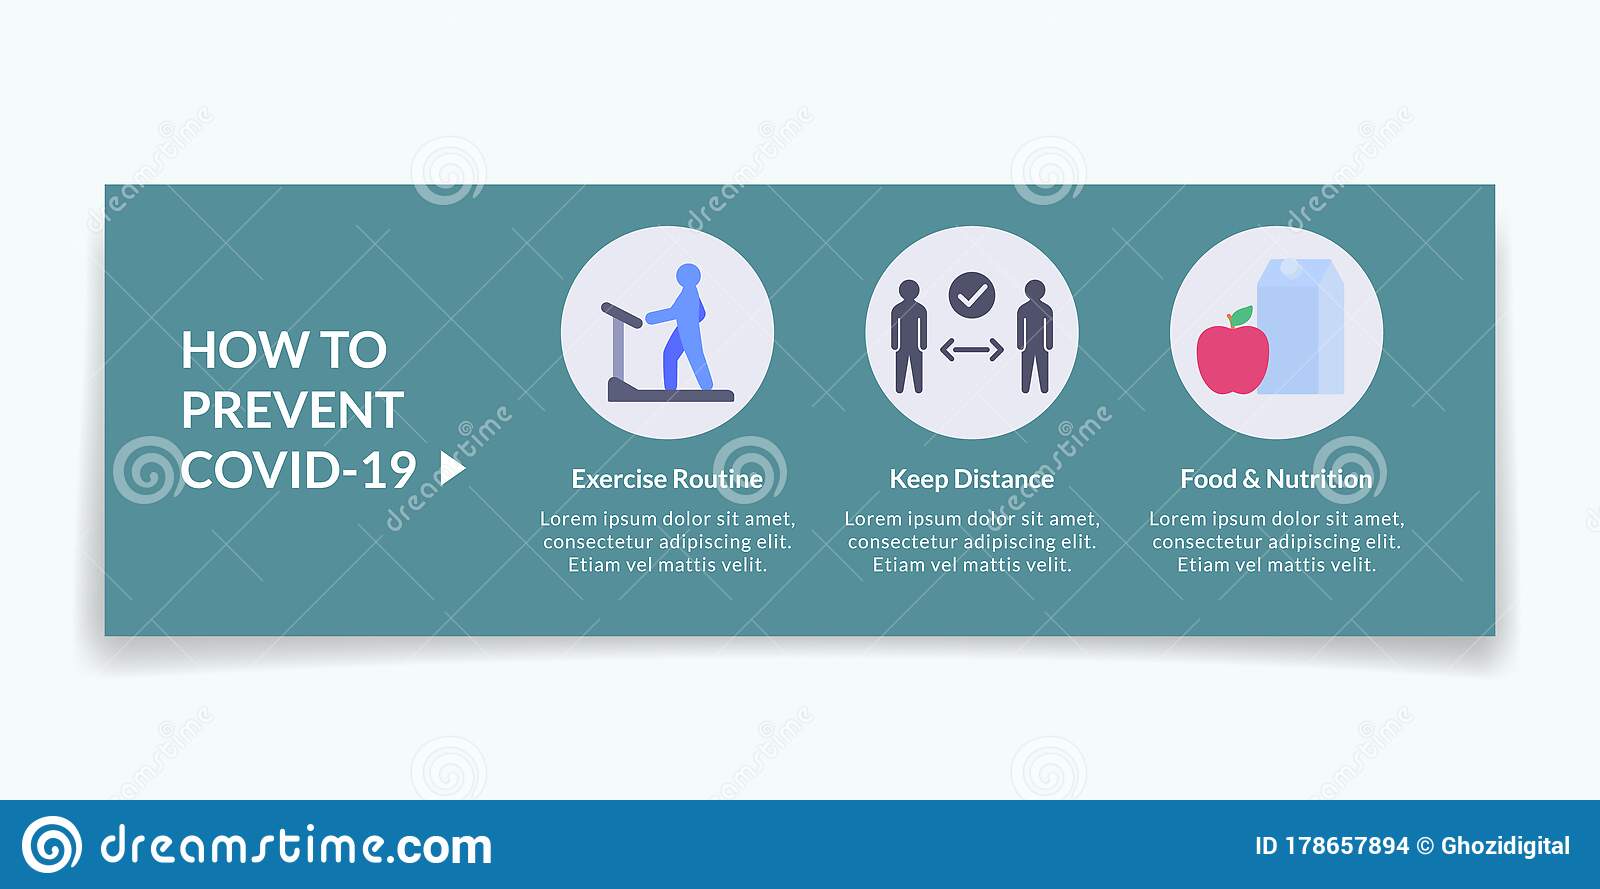 HOW TO
PREVENT
COVID-19
Exercise Routine
Lorem ipsum dolor sit amet,
consectetur adipiscing elit.
Etiam vel mattis velit.
Keep Distance
Lorem ipsum dolor sit amet,
consectetur adipiscing elit.
Etiam vel mattis velit.
Food & Nutrition
Lorem ipsum dolor sit amet,
consectetur adipiscing elit.
Etiam vel mattis velit.
dreamstime.com
ID 178657894 © Ghozidigital